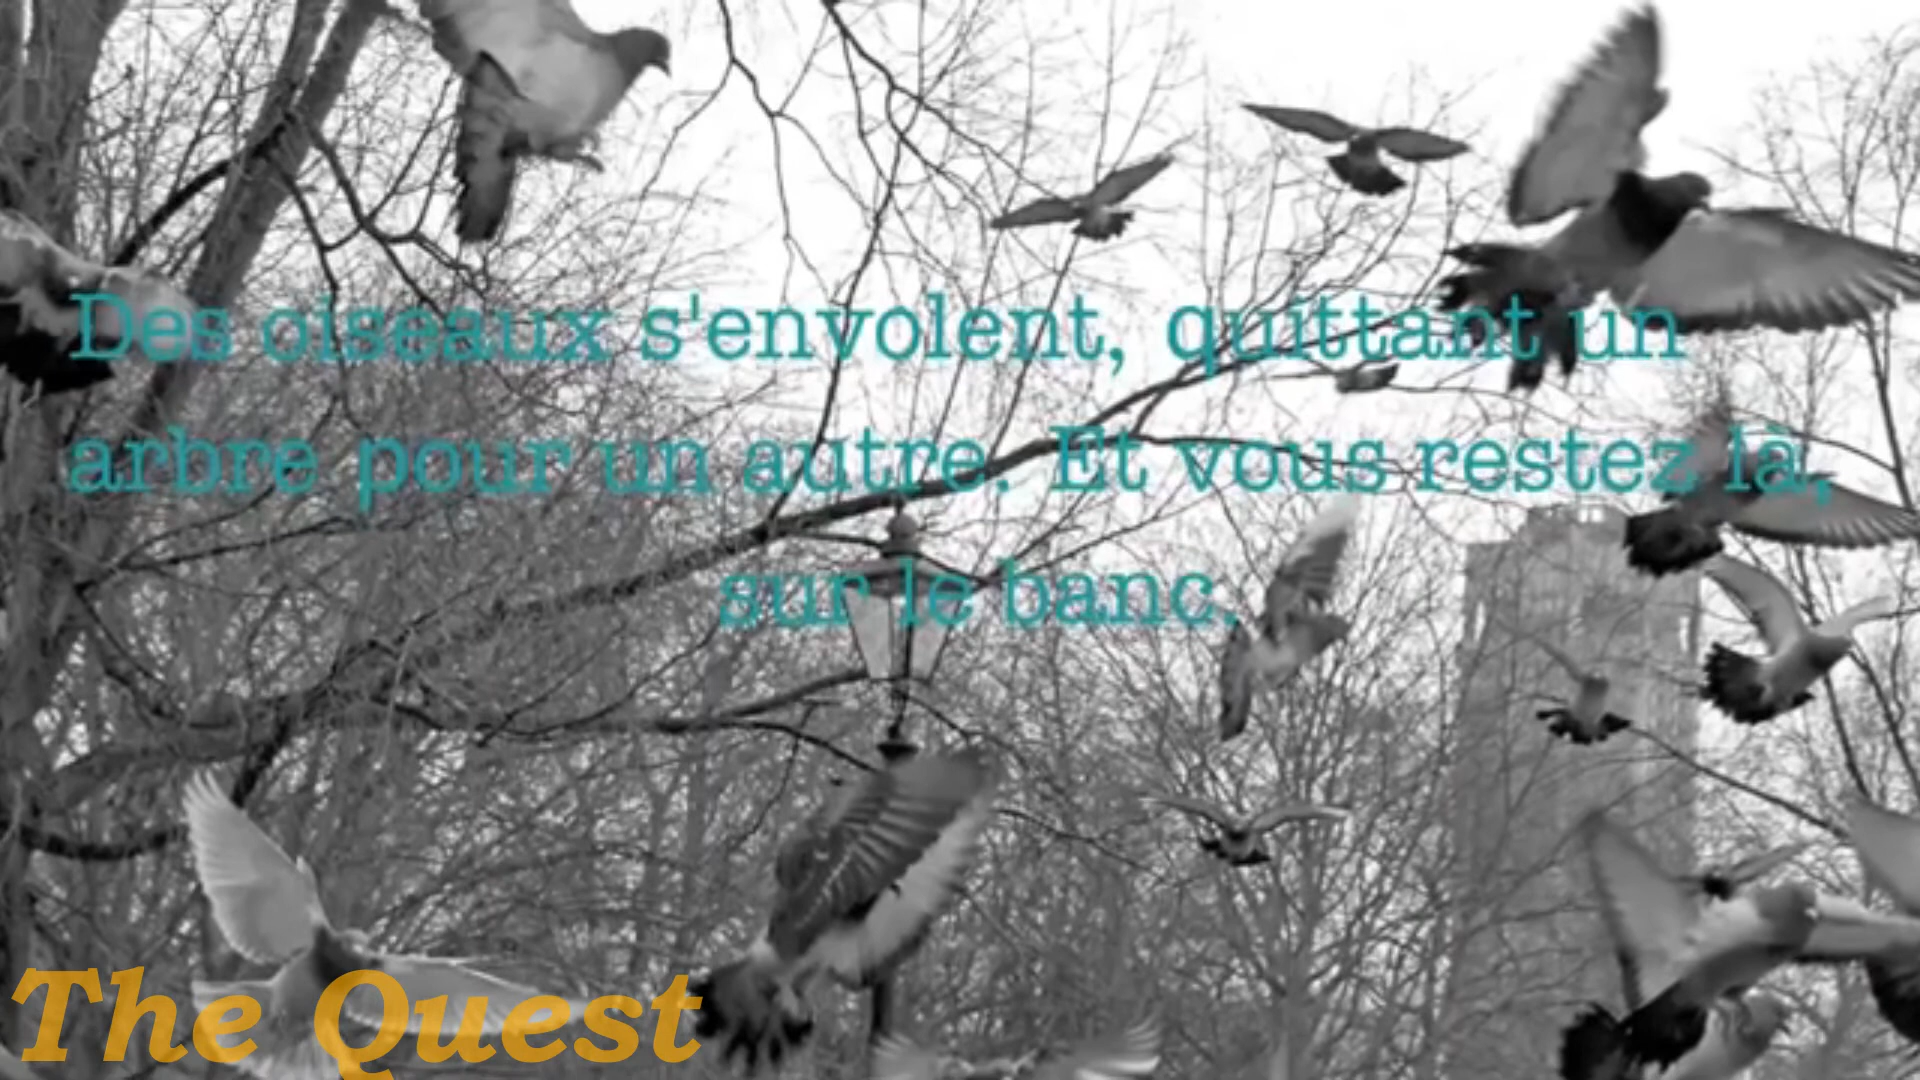 Des oiseaux s'envolent, quittant un
arbre pour un autre. Et vous restez là,
sur le banc.
The Quest